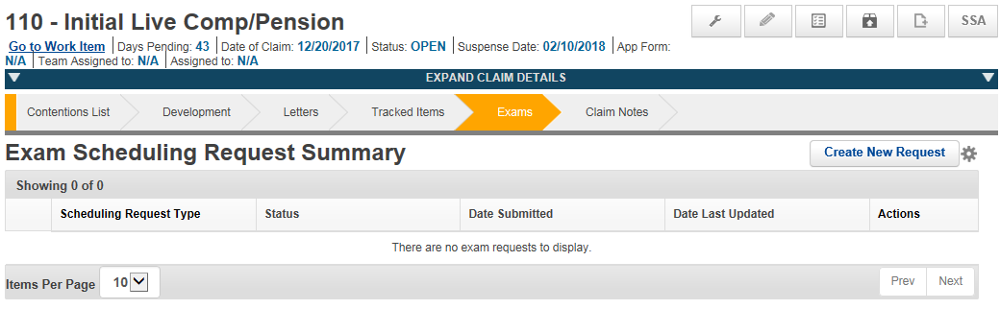 110 - Initial Live Comp/Pension
SSA
Go to Work Item Days Pending: 43 Date of Claim: 12/20/2017 Status: OPEN Suspense Date: 02/10/2018 App Form:
N/A Team Assigned to: N/A Assigned to: N/A
EXPAND CLAIM DETAILS
Contentions List Development Letters Tracked Items Exams Claim Notes
Exam Scheduling Request Summary Create New Request
Showing 0 of 0
Scheduling Request Type Status Date Submitted Date Last Updated Actions
There are no exam requests to display.
Items Per Page 10 Prev Next